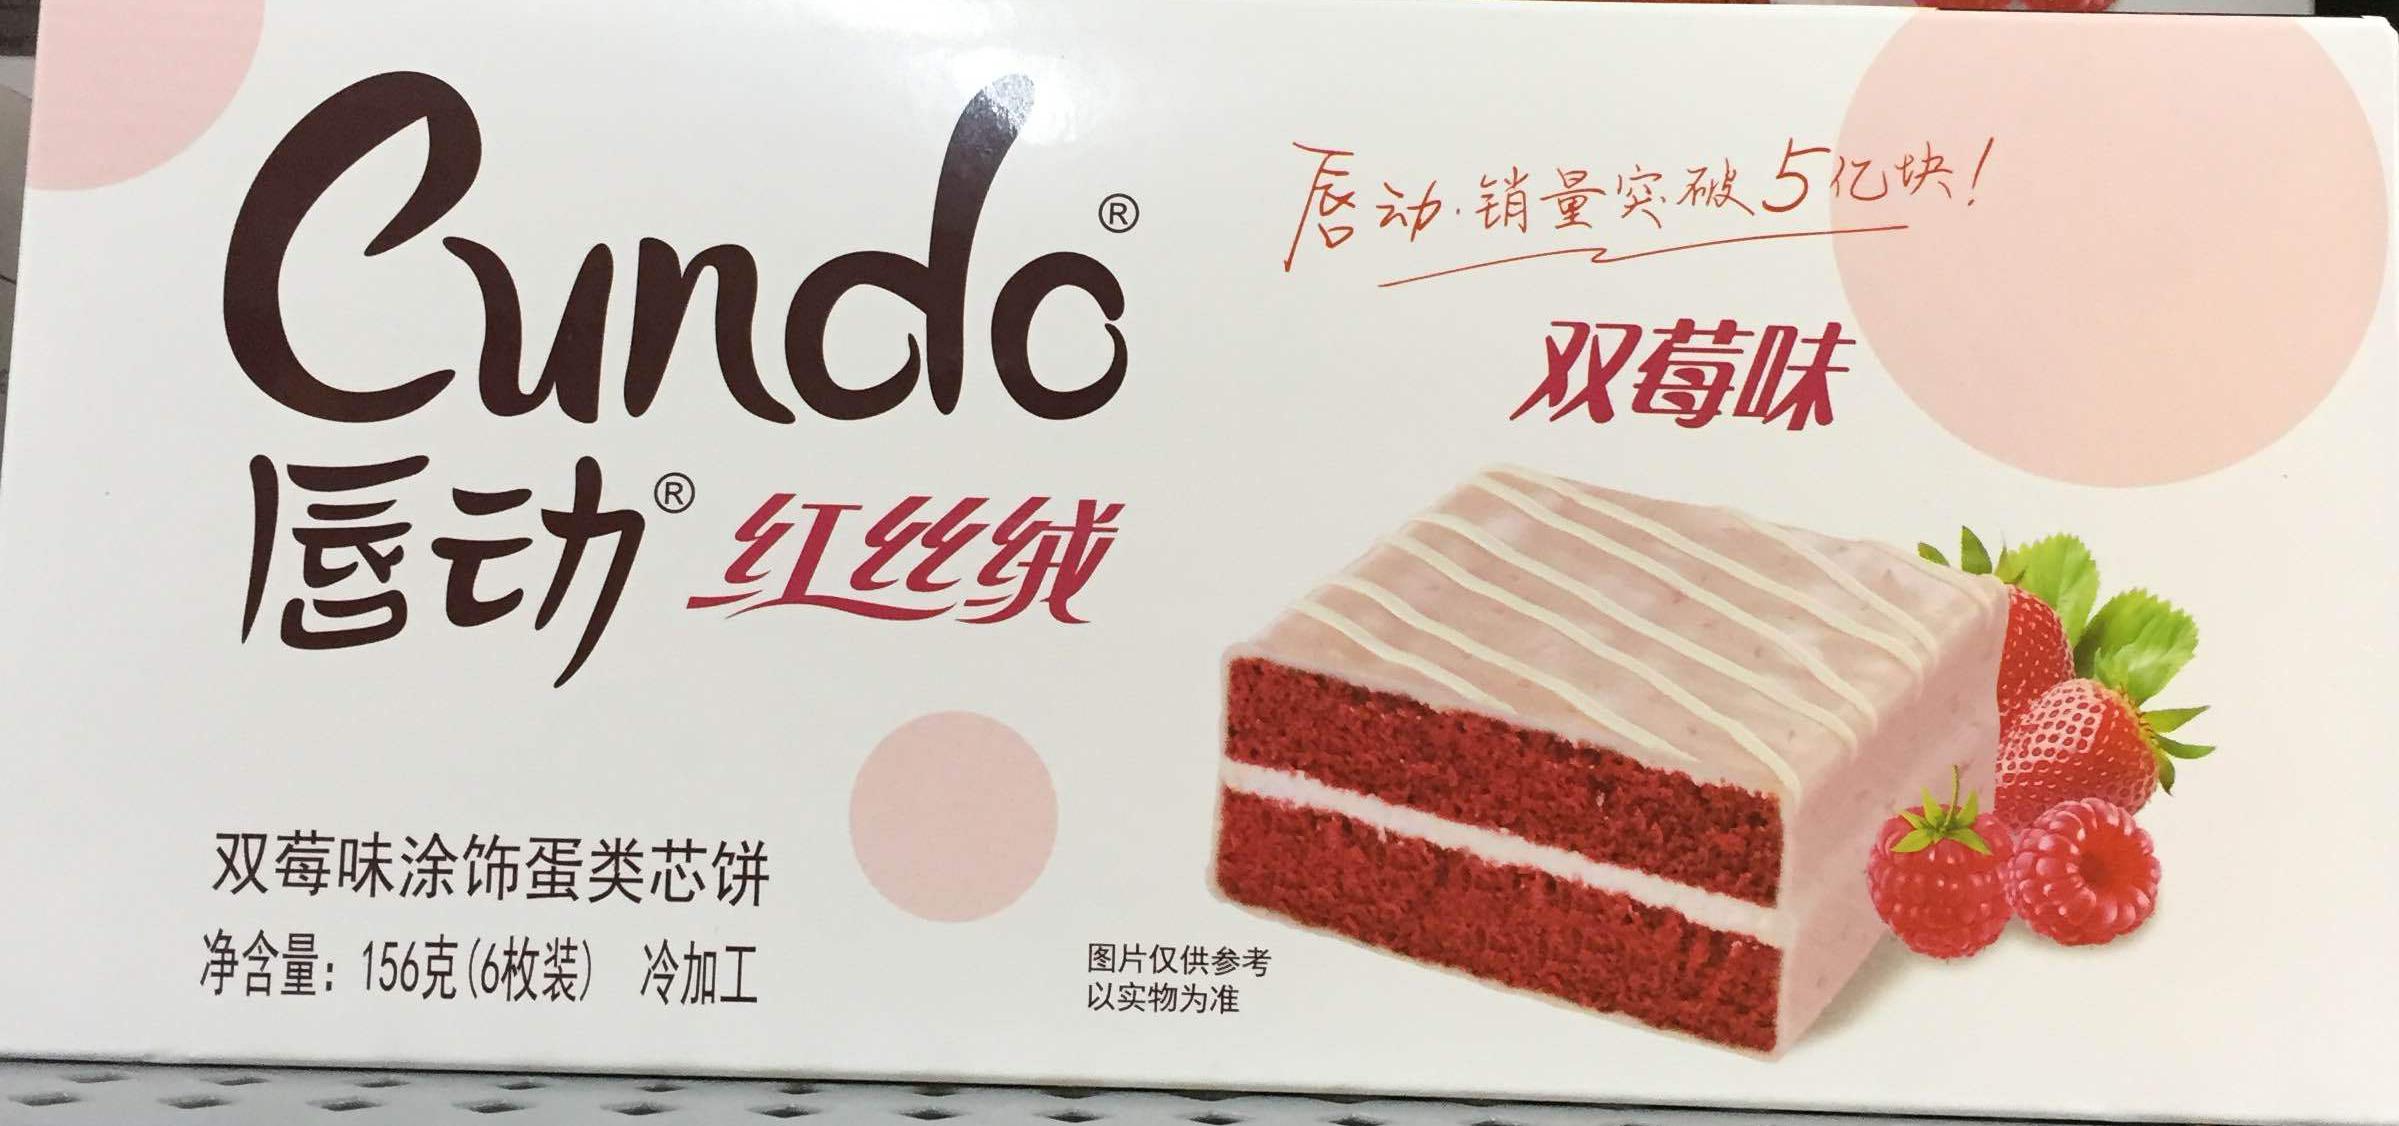 Cundo®
唇动®红丝绒
唇动·销量突破5亿块!
双莓味
双莓味涂饰蛋类芯饼
净含量：156克(6枚装) 冷加工
图片仅供参考
以实物为准